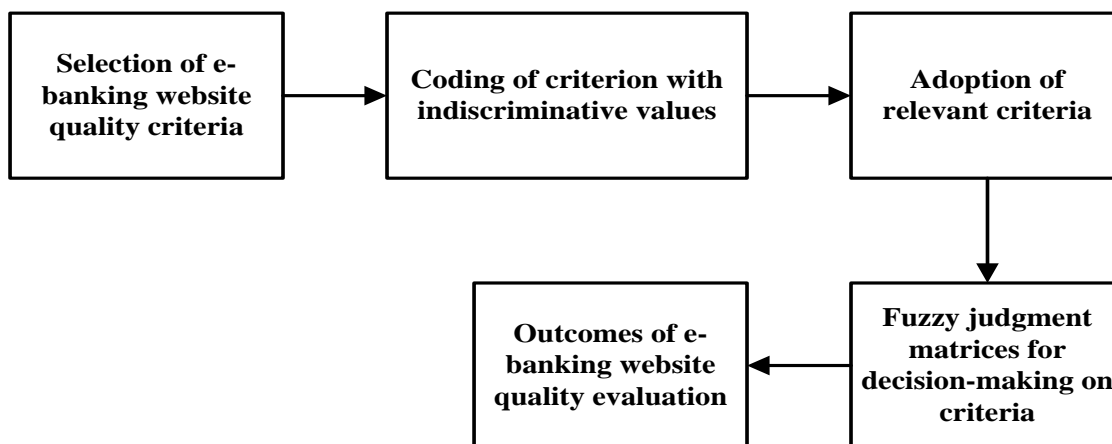 Selection of e-
banking website
quality criteria
Coding of criterion with
indiscriminative values
Adoption of
relevant criteria
Fuzzy judgment
matrices for
decision-making on
criteria
Outcomes of e-
banking website
quality evaluation